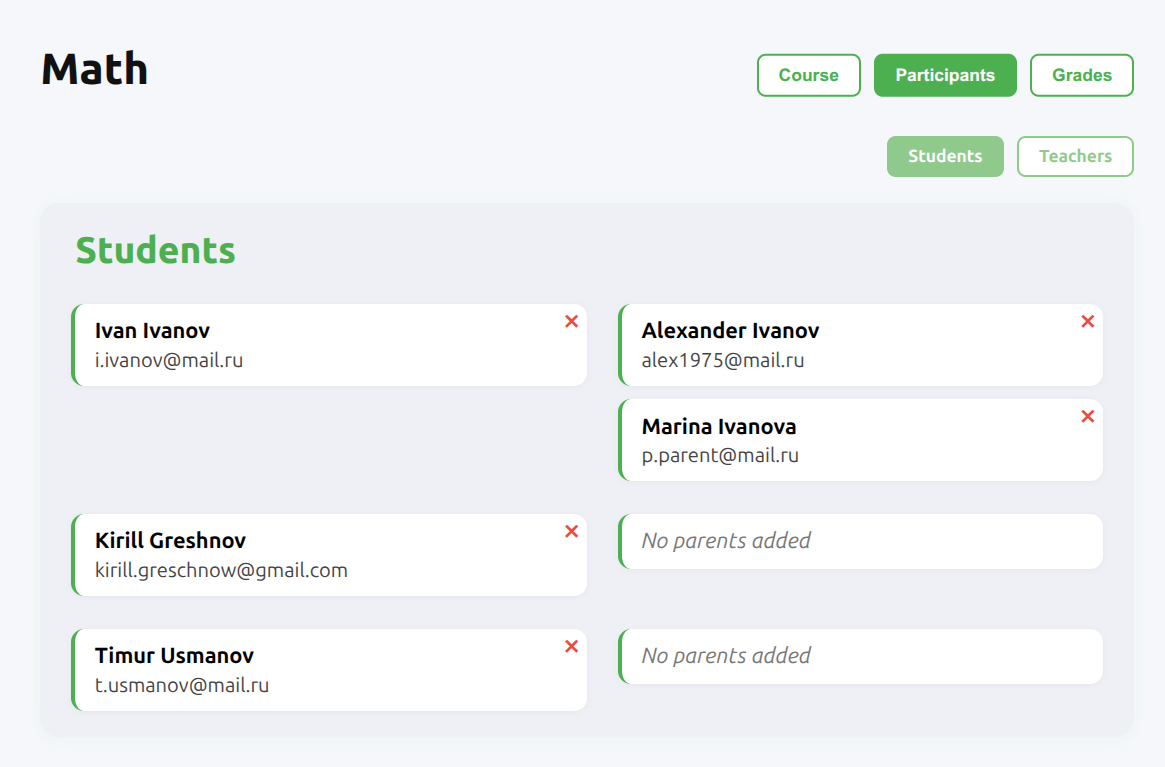 Math
Course Participants Grades
Students Teachers
Students
Ivan Ivanov
i.ivanov@mail.ru
Alexander Ivanov
alex1975@mail.ru
Marina Ivanova
p.parent@mail.ru
Kirill Greshnov
kirill.greschnow@gmail.com
No parents added
Timur Usmanov
t.usmanov@mail.ru
No parents added